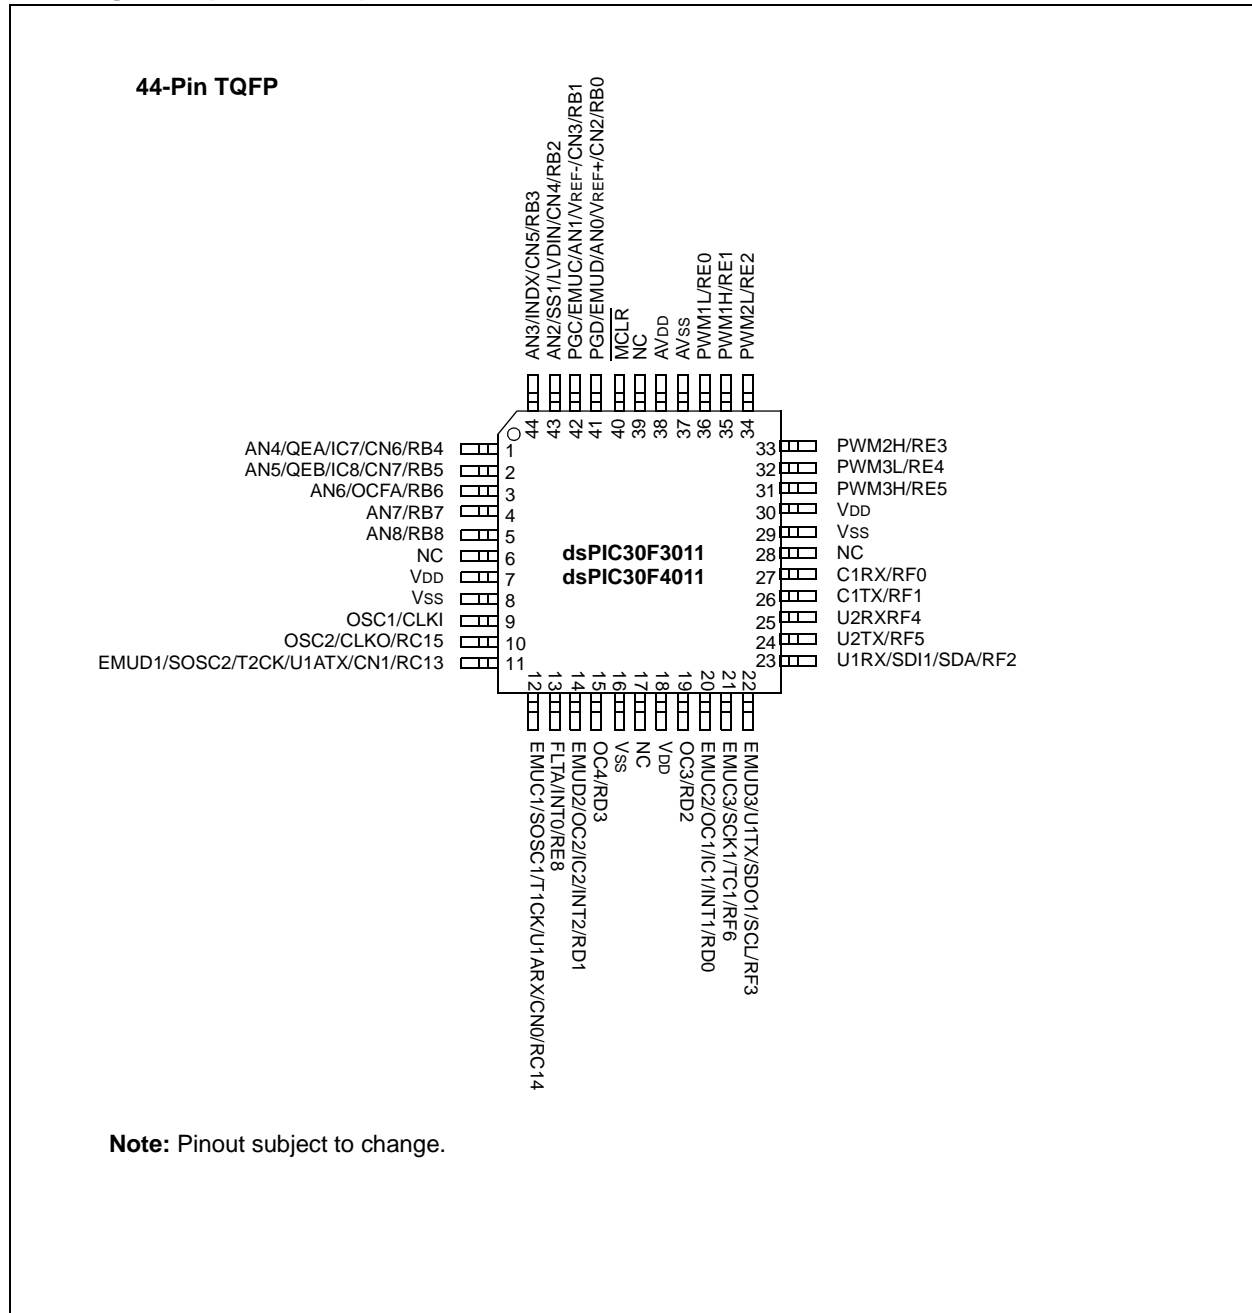 44-Pin TQFP
AN3/INDX/CN5/RB3
AN2/SS1/LVDIN/CN4/RB2
PGC/EMUC/AN1/VREF-/CN3/RB1
PGD/EMUD/AN0/VREF+/CN2/RB0
MCLR
NC
AVDD
AVSS
PWM1L/RE0
PWM1H/RE1
PWM2L/RE2
44
43
42
41
40
39
38
37
36
35
34
AN4/QEA/IC7/CN6/RB4 1
AN5/QEB/IC8/CN7/RB5 2
AN6/OCFA/RB6 3
AN7/RB7 4
AN8/RB8 5
NC 6
VDD 7
VSS 8
OSC1/CLKI 9
OSC2/CLKO/RC15 10
EMUD1/SOSC2/T2CK/U1ATX/CN1/RC13 11
dsPIC30F3011
dsPIC30F4011
33 PWM2H/RE3
32 PWM3L/RE4
31 PWM3H/RE5
30 VDD
29 VSS
28 NC
27 C1RX/RF0
26 C1TX/RF1
25 U2RXRF4
24 U2TX/RF5
23 U1RX/SDI1/SDA/RF2
12
13
14
15
16
17
18
19
20
21
22
EMUC1/SOSC1/T1CK/U1ARX/CN0/RC14
FLTA/INT0/RE8
EMUD2/OC2/IC2/INT2/RD1
OC4/RD3
VSS
NC
VDD
OC3/RD2
EMUC2/OC1/IC1/INT1/RD0
EMUC3/SCK1/TC1/RF6
EMUD3/U1TX/SDO1/SCL/RF3
Note: Pinout subject to change.